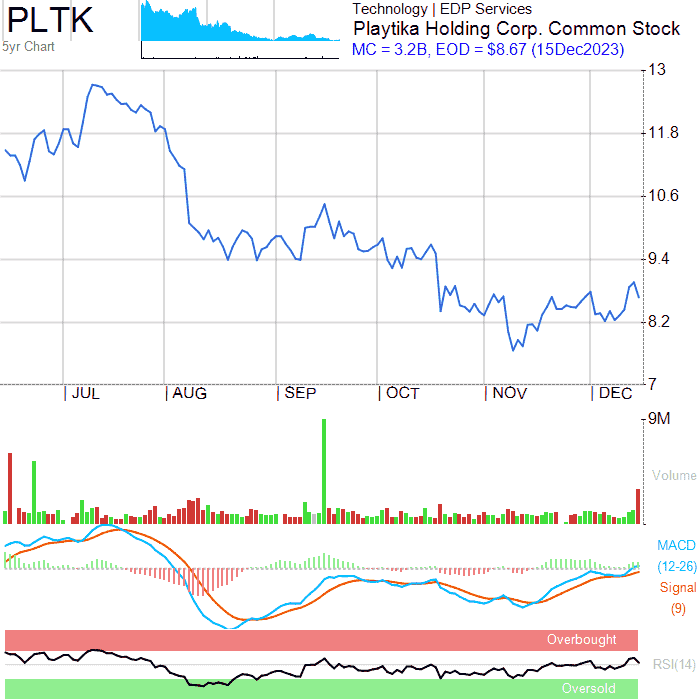 PLTK
5yr Chart
Technology | EDP Services
Playtika Holding Corp. Common Stock
MC = 3.2B, EOD = $8.67 (15Dec2023)
13
11.8
10.6
9.4
8.2
7
JUL AUG SEP OCT NOV DEC
9M
Volume
MACD
(12-26)
Signal
(9)
Overbought
RSI(14)
Oversold